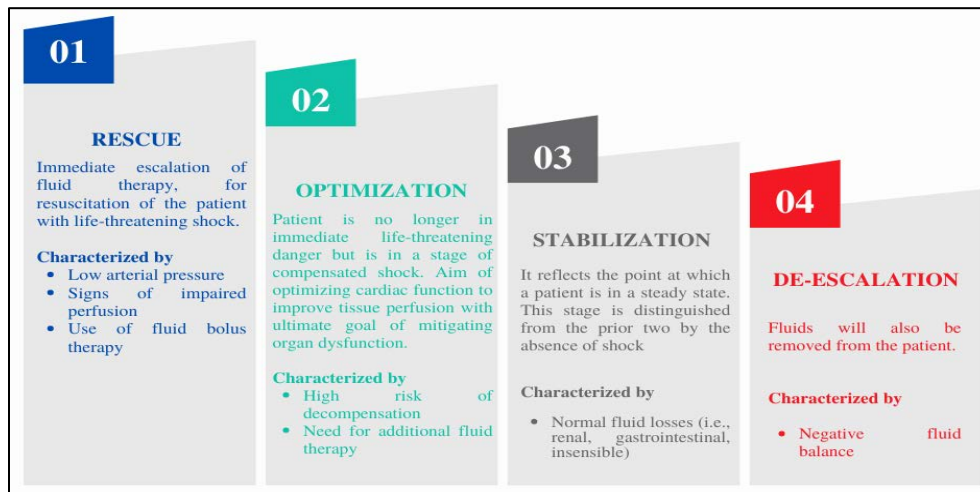 01
RESCUE
Immediate escalation of
fluid therapy, for
resuscitation of the patient
with life-threatening shock.
Characterized by
• Low arterial pressure
• Signs of impaired
perfusion
• Use of fluid bolus
therapy
02
OPTIMIZATION
Patient is no longer in
immediate life-threatening
danger but is in a stage of
compensated shock. Aim of
optimizing cardiac function to
improve tissue perfusion with
ultimate goal of mitigating
organ dysfunction.
Characterized by
• High risk of
decompensation
• Need for additional fluid
therapy
03
STABILIZATION
It reflects the point at which
a patient is in a steady state.
This stage is distinguished
from the prior two by the
absence of shock
Characterized by
• Normal fluid losses (i.e.,
renal, gastrointestinal,
insensible)
04
DE-ESCALATION
Fluids will also be
removed from the patient.
Characterized by
• Negative fluid
balance